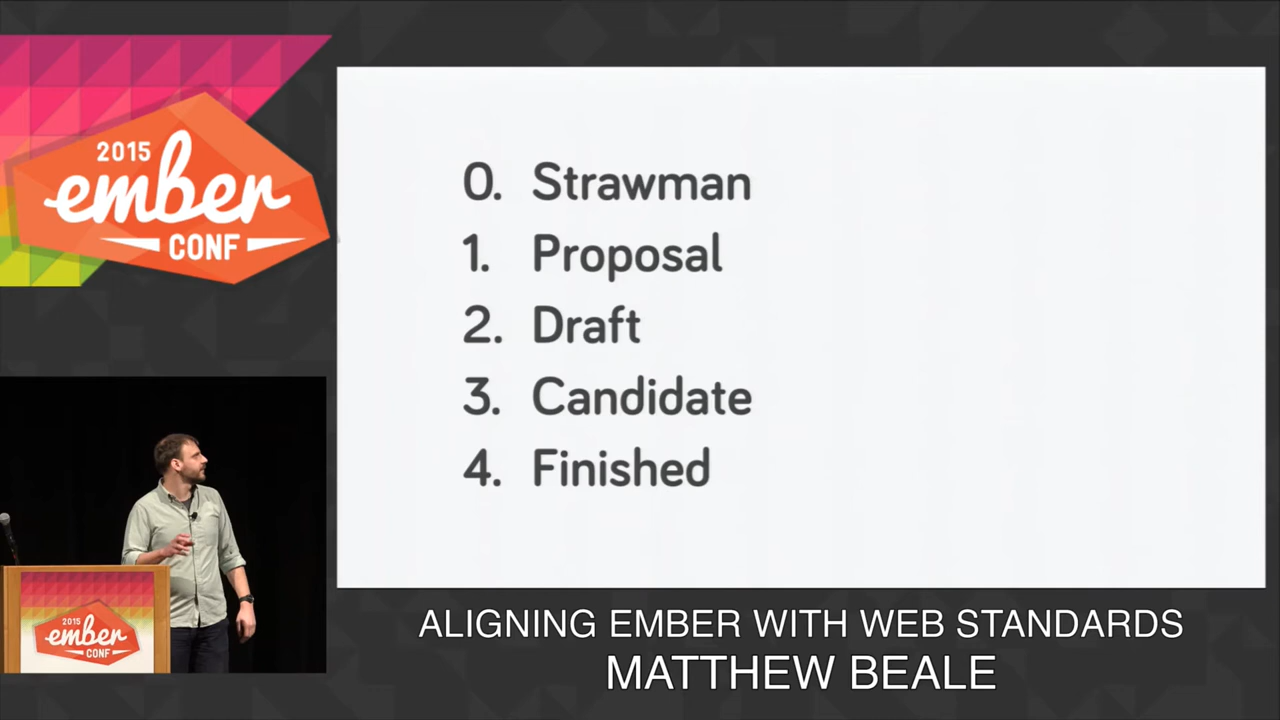 2015
ember
CONF
0. Strawman
1. Proposal
2. Draft
3. Candidate
4. Finished
2015
ember
CONF
ALIGNING EMBER WITH WEB STANDARDS
MATTHEW BEALE